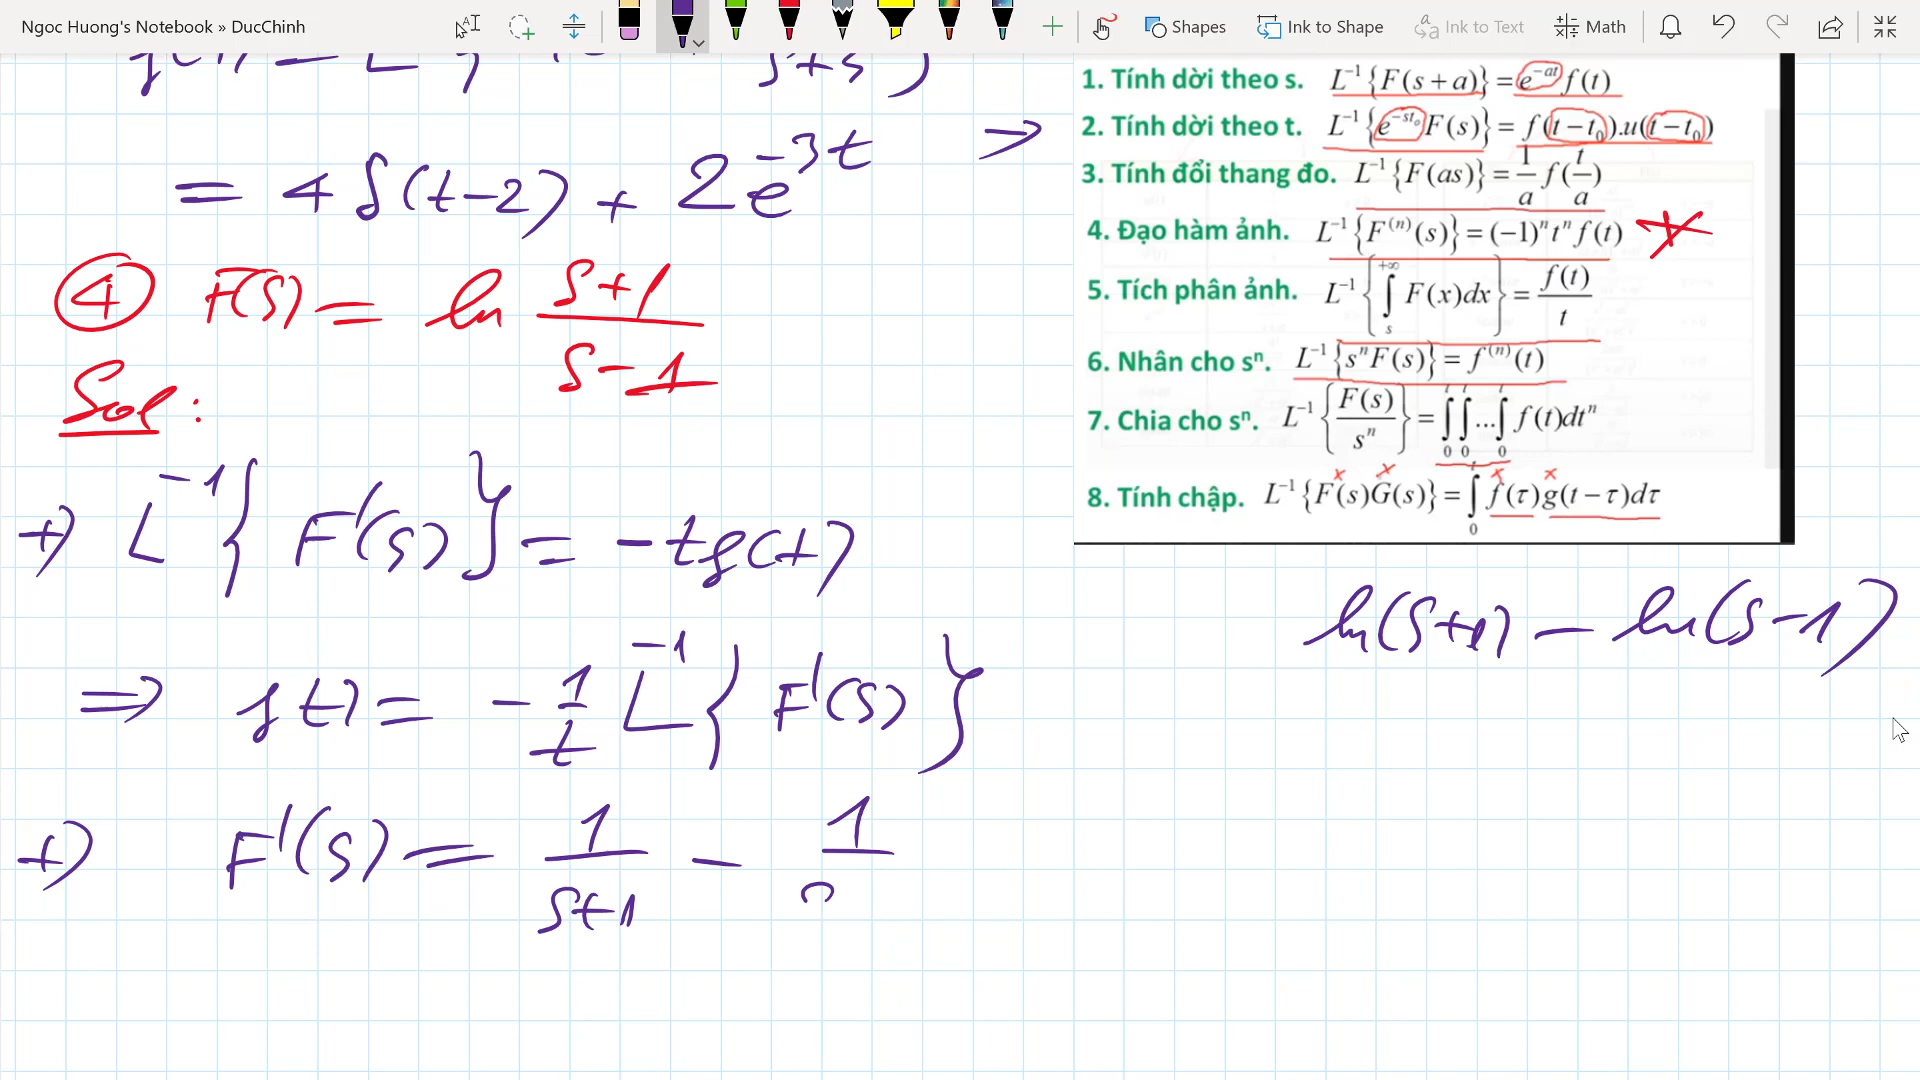 Ngoc Huong's Notebook » DucChinh
Shapes
Ink to Shape
Ink to Text
Math
= 4δ(t-2) + 2e^{-3t} ⇒
④ F(s) = ln (s+1)/(s-1)
Sol:
+) L^{-1}{F'(s)} = -tf(t)
⇒ f(t) = -1/t L^{-1}{F'(s)}
+) F'(s) = 1/(s+1) - 1/
1. Tính dời theo s. L^{-1}{F(s+a)} = e^{-at} f(t)
2. Tính dời theo t. L^{-1}{e^{-st₀}F(s)} = f(t-t₀).u(t-t₀)
3. Tính đổi thang đo. L^{-1}{F(as)} = 1/a f(t/a)
4. Đạo hàm ảnh. L^{-1}{F^{(n)}(s)} = (-1)^n t^n f(t)
5. Tích phân ảnh. L^{-1}{∫_s^{+∞} F(x)dx} = f(t)/t
6. Nhân cho sⁿ. L^{-1}{s^n F(s)} = f^{(n)}(t)
7. Chia cho sⁿ. L^{-1}{F(s)/s^n} = ∫_0^t ∫_0^t ... ∫_0^t f(t)dt^n
8. Tính chập. L^{-1}{F(s)G(s)} = ∫_0^t f(τ)g(t-τ)dτ
ln(s+1) - ln(s-1)